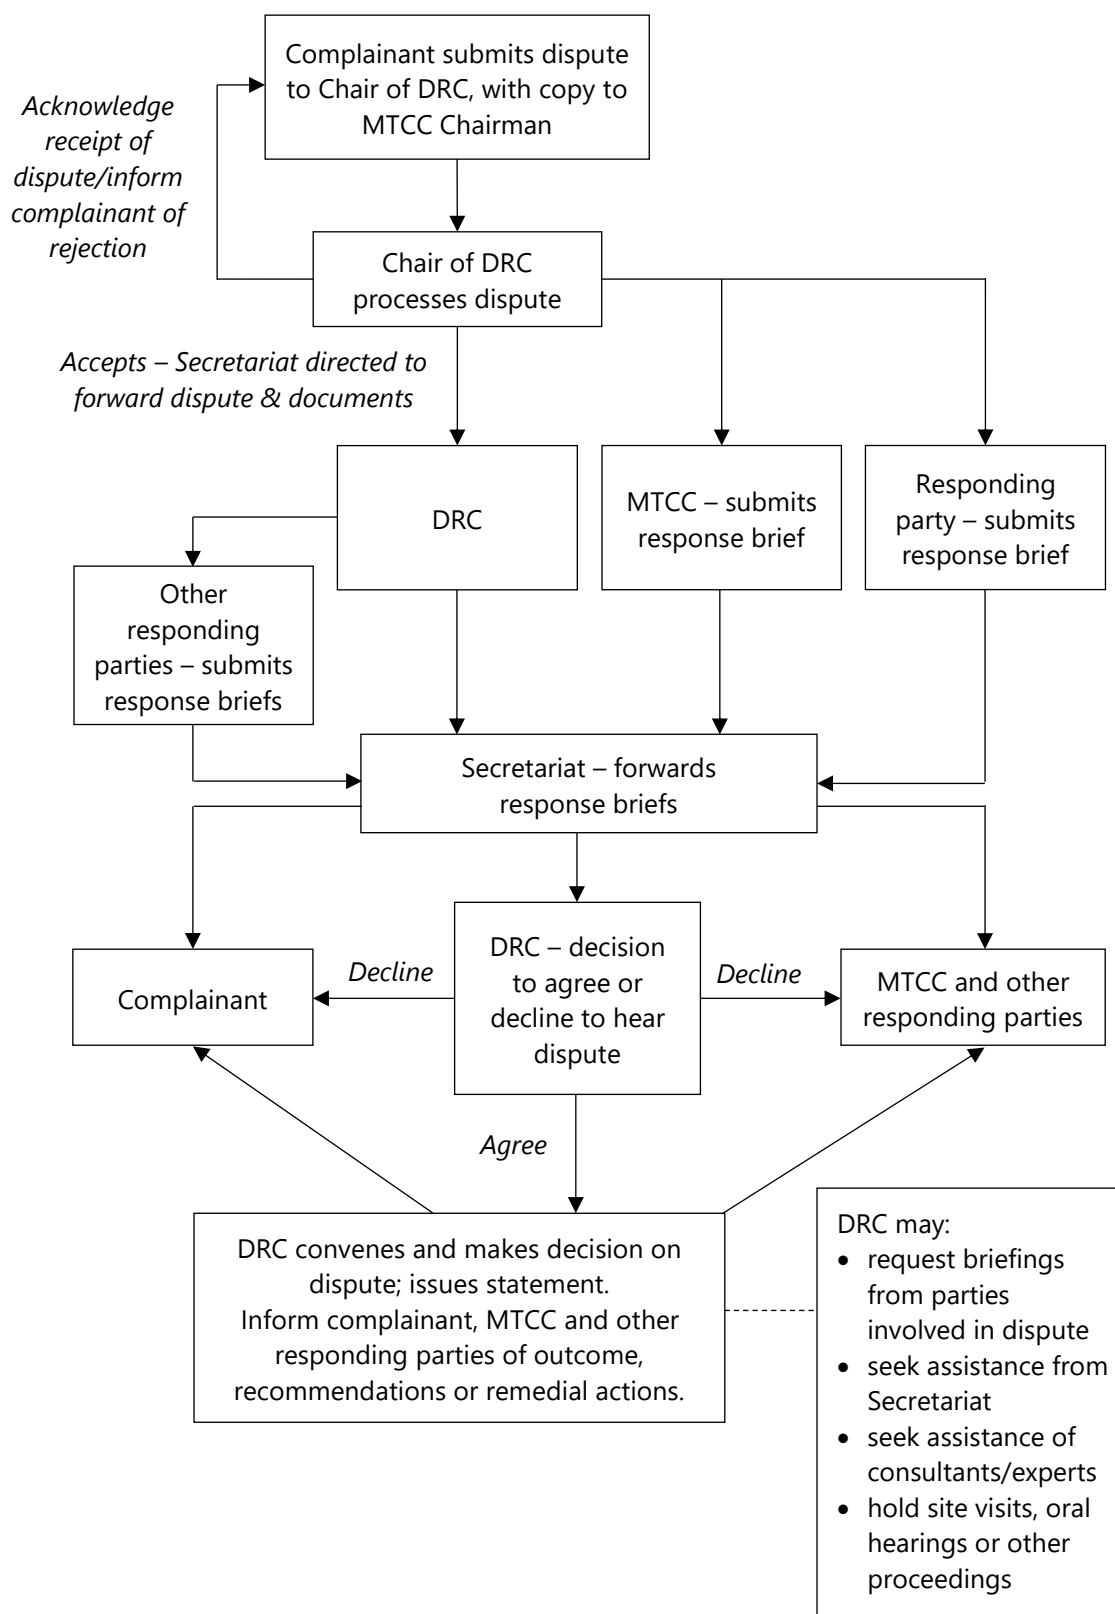 Complainant submits dispute
to Chair of DRC, with copy to
MTCC Chairman
Acknowledge
receipt of
dispute/inform
complainant of
rejection
Chair of DRC
processes dispute
Accepts – Secretariat directed to
forward dispute & documents
DRC
MTCC – submits
response brief
Responding
party – submits
response brief
Other
responding
parties – submits
response briefs
Secretariat – forwards
response briefs
Complainant
Decline
DRC – decision
to agree or
decline to hear
dispute
Decline
MTCC and other
responding parties
Agree
DRC convenes and makes decision on
dispute; issues statement.
Inform complainant, MTCC and other
responding parties of outcome,
recommendations or remedial actions.
DRC may:
• request briefings
from parties
involved in dispute
• seek assistance from
Secretariat
• seek assistance of
consultants/experts
• hold site visits, oral
hearings or other
proceedings